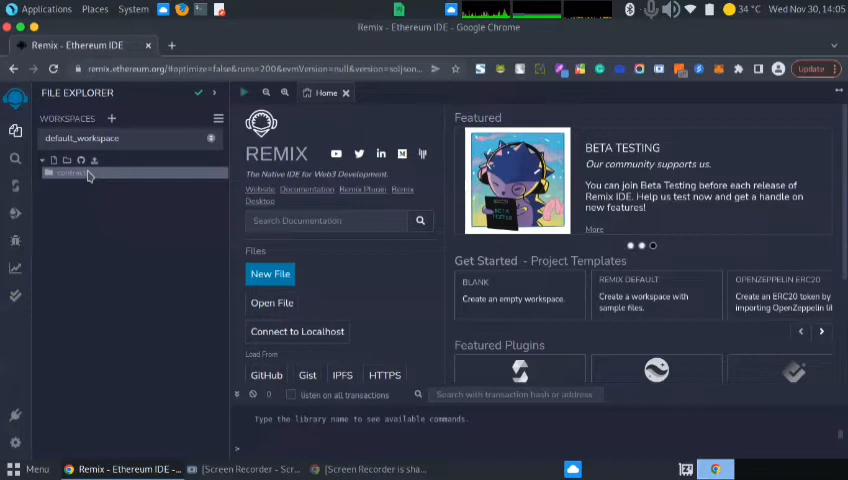 Applications Places System 34 °C Wed Nov 30, 14:05
Remix - Ethereum IDE - Google Chrome
Remix - Ethereum IDE
remix.ethereum.org/#optimize=false&runs=200&evmVersion=null&version=soljson...
Update
FILE EXPLORER
WORKSPACES
default_workspace
contracts
Home
REMIX
The Native IDE for Web3 Development.
Website Documentation Remix Plugin Remix
Desktop
Search Documentation
Files
New File
Open File
Connect to Localhost
Load From
GitHub Gist IPFS HTTPS
Featured
BETA TESTING
Our community supports us.
You can join Beta Testing before each release of
Remix IDE. Help us test now and get a handle on
new features!
More
BETA
TESTER
Get Started - Project Templates
BLANK
Create an empty workspace.
REMIX DEFAULT
Create a workspace with
sample files.
OPENZEPPELIN ERC20
Create an ERC20 token by
importing OpenZeppelin lib
Featured Plugins
0 listen on all transactions Search with transaction hash or address
Type the library name to see available commands.
>
Menu Remix - Ethereum IDE -... [Screen Recorder - Scr... [Screen Recorder is sha...